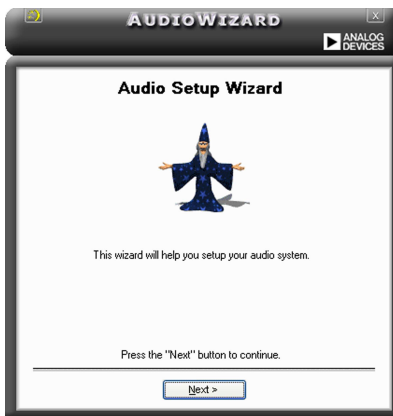 AUDIOWIZARD
X
ANALOG
DEVICES
Audio Setup Wizard
This wizard will help you setup your audio system.
Press the "Next" button to continue.
Next >